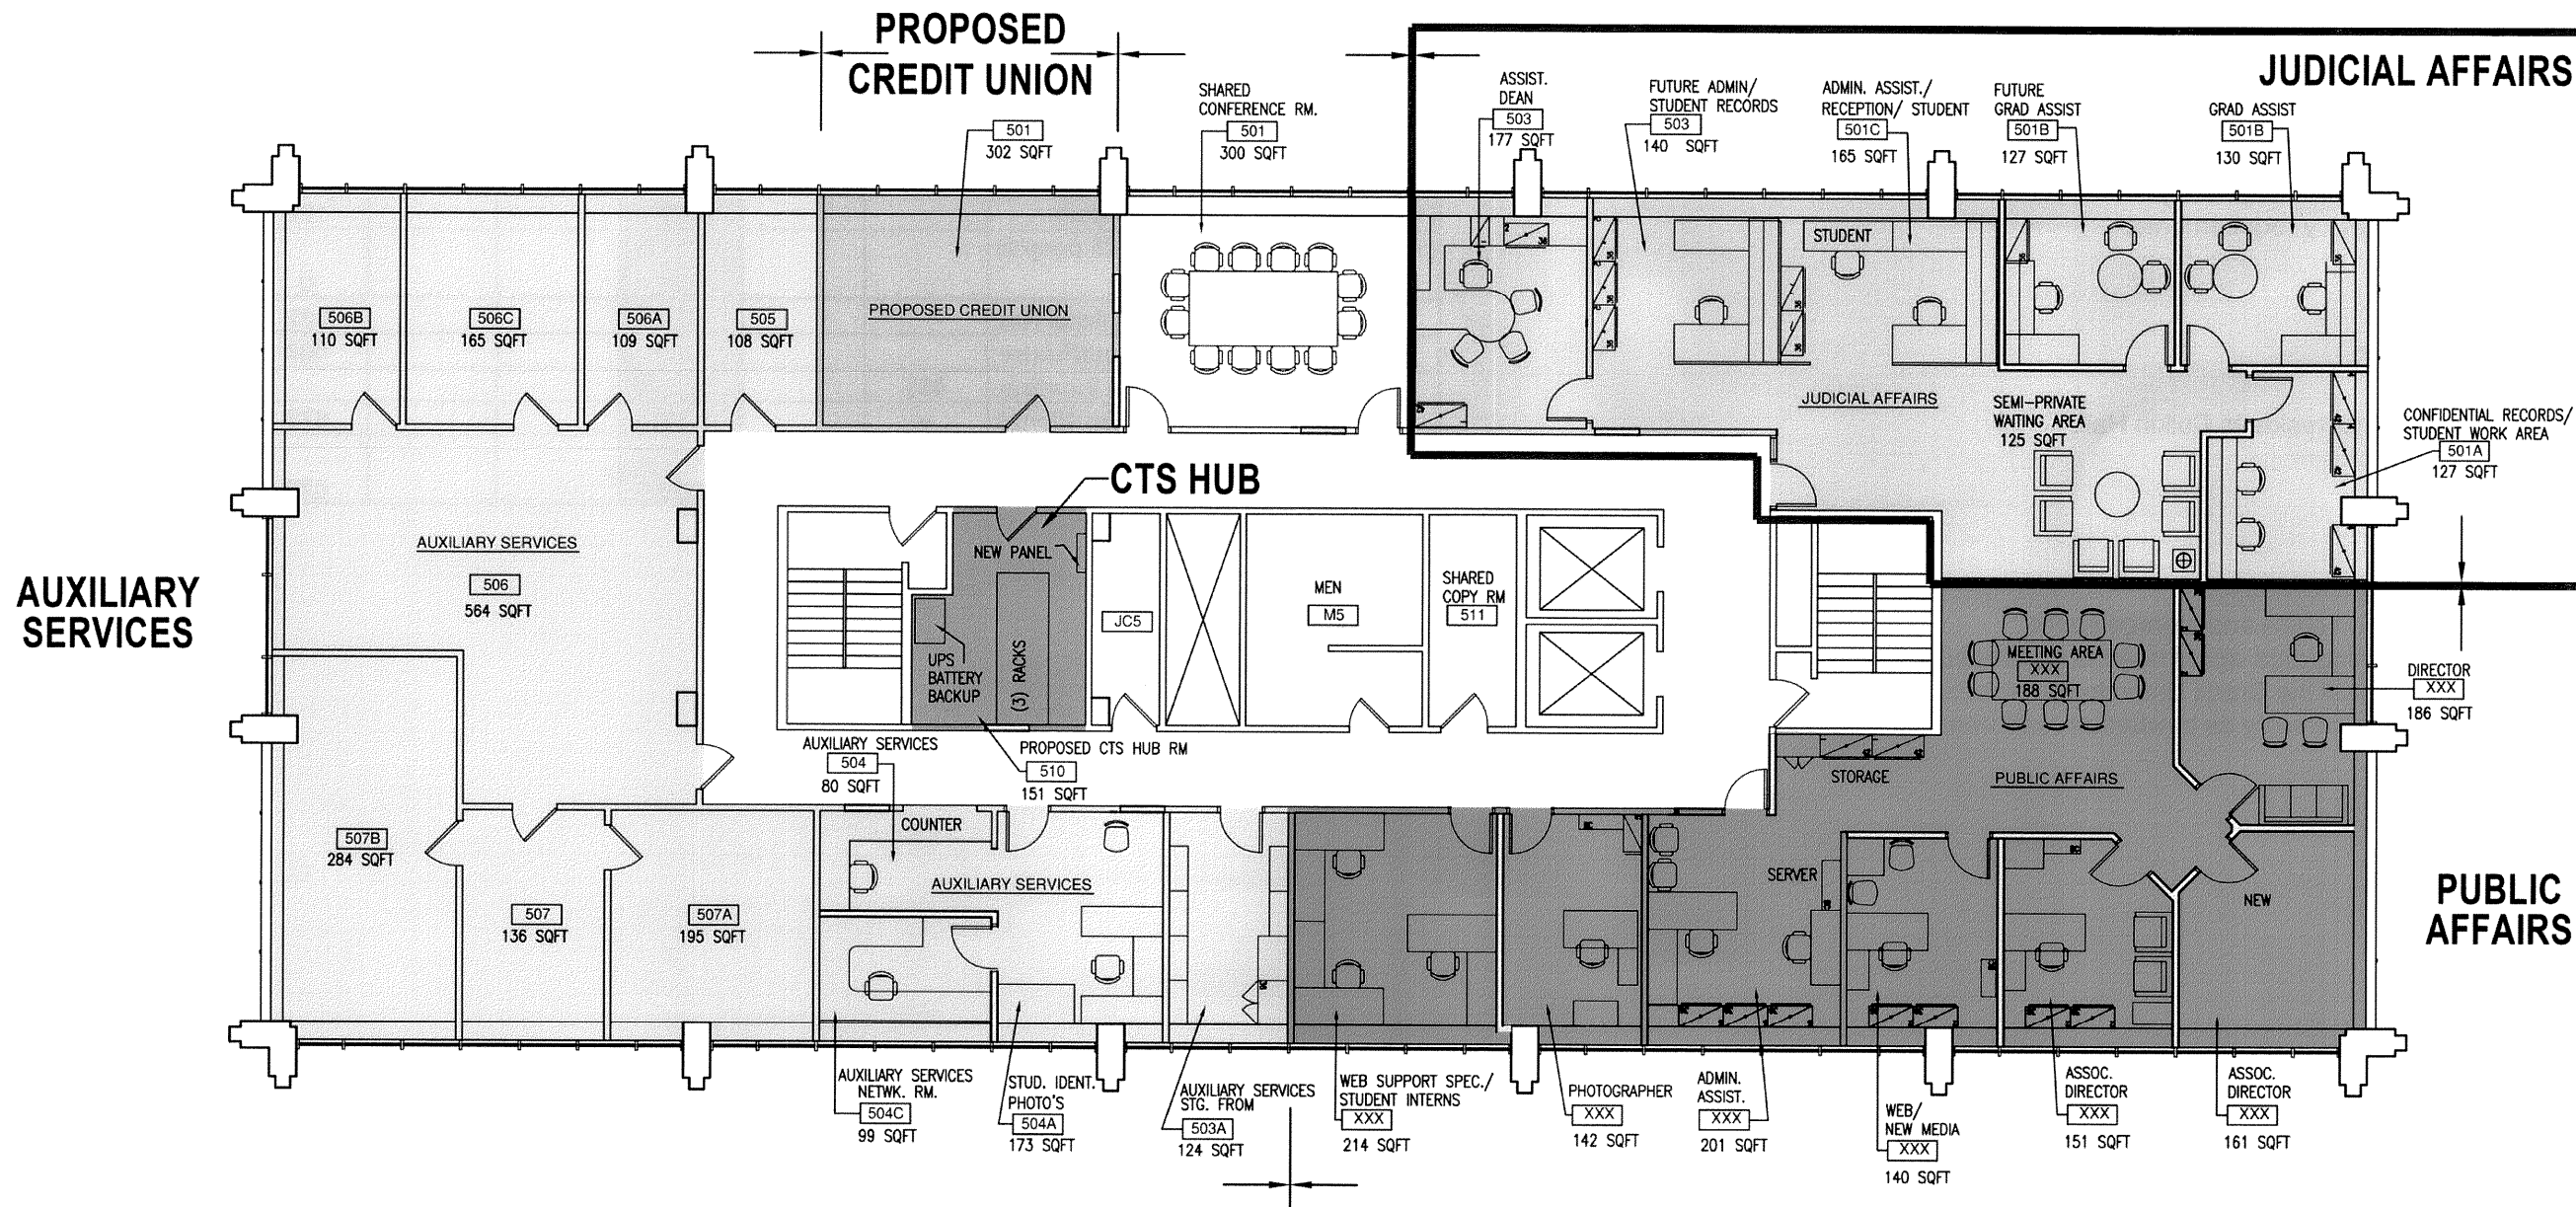 PROPOSED
CREDIT UNION
JUDICIAL AFFAIRS
501
302 SQFT
SHARED
CONFERENCE RM.
501
300 SQFT
ASSIST.
DEAN
503
177 SQFT
FUTURE ADMIN/
STUDENT RECORDS
503
140 SQFT
ADMIN. ASSIST./
RECEPTION/ STUDENT
501C
165 SQFT
FUTURE
GRAD ASSIST
501B
127 SQFT
GRAD ASSIST
501B
130 SQFT
506B
110 SQFT
506C
165 SQFT
506A
109 SQFT
505
108 SQFT
PROPOSED CREDIT UNION
STUDENT
JUDICIAL AFFAIRS
SEMI-PRIVATE
WAITING AREA
125 SQFT
CONFIDENTIAL RECORDS/
STUDENT WORK AREA
501A
127 SQFT
CTS HUB
AUXILIARY SERVICES
506
564 SQFT
AUXILIARY
SERVICES
NEW PANEL
UPS
BATTERY
BACKUP
(3) RACKS
JC5
MEN
M5
SHARED
COPY RM
511
MEETING AREA
XXX
188 SQFT
DIRECTOR
XXX
186 SQFT
AUXILIARY SERVICES
504
80 SQFT
PROPOSED CTS HUB RM
510
151 SQFT
STORAGE
PUBLIC AFFAIRS
COUNTER
507B
284 SQFT
507
136 SQFT
507A
195 SQFT
AUXILIARY SERVICES
SERVER
NEW
PUBLIC
AFFAIRS
AUXILIARY SERVICES
NETWK. RM.
504C
99 SQFT
STUD. IDENT.
PHOTO'S
504A
173 SQFT
AUXILIARY SERVICES
STG. FROM
503A
124 SQFT
WEB SUPPORT SPEC./
STUDENT INTERNS
XXX
214 SQFT
PHOTOGRAPHER
XXX
142 SQFT
ADMIN.
ASSIST.
XXX
201 SQFT
WEB/
NEW MEDIA
XXX
140 SQFT
ASSOC.
DIRECTOR
XXX
151 SQFT
ASSOC.
DIRECTOR
XXX
161 SQFT